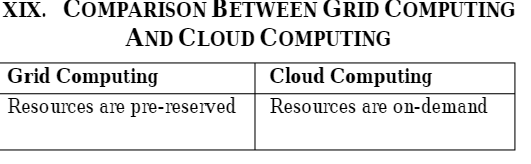 XIX. COMPARISON BETWEEN GRID COMPUTING
AND CLOUD COMPUTING
Grid Computing Cloud Computing
Resources are pre-reserved Resources are on-demand